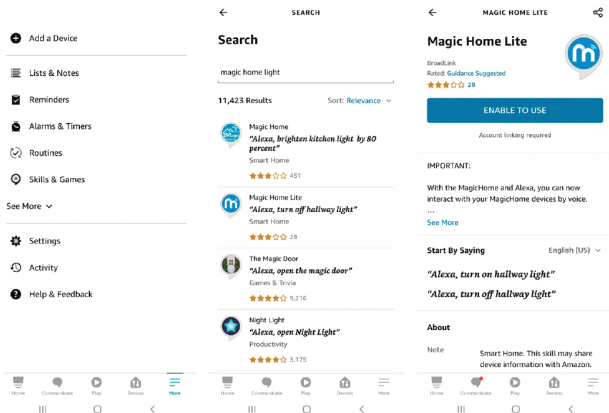 Add a Device
Lists & Notes
Reminders
Alarms & Timers
Routines
Skills & Games
See More
Settings
Activity
Help & Feedback
Home
Communicate
Play
Devices
More
SEARCH
Search
magic home light
11,423 Results
Sort: Relevance
Magic Home
“Alexa, brighten kitchen light by 80
percent”
Smart Home
451
Magic Home Lite
“Alexa, turn off hallway light”
Smart Home
28
The Magic Door
“Alexa, open the magic door”
Games & Trivia
9,216
Night Light
“Alexa, open Night Light”
Productivity
3,175
Home
Communicate
Play
Devices
More
MAGIC HOME LITE
Magic Home Lite
BroadLink
Rated: Guidance Suggested
28
ENABLE TO USE
Account linking required
IMPORTANT:
With the MagicHome and Alexa, you can now
interact with your MagicHome devices by voice.
...
See More
Start By Saying
English (US)
“Alexa, turn on hallway light”
“Alexa, turn off hallway light”
About
Note
Smart Home. This skill may share
device information with Amazon.
Home
Communicate
Play
Devices
More